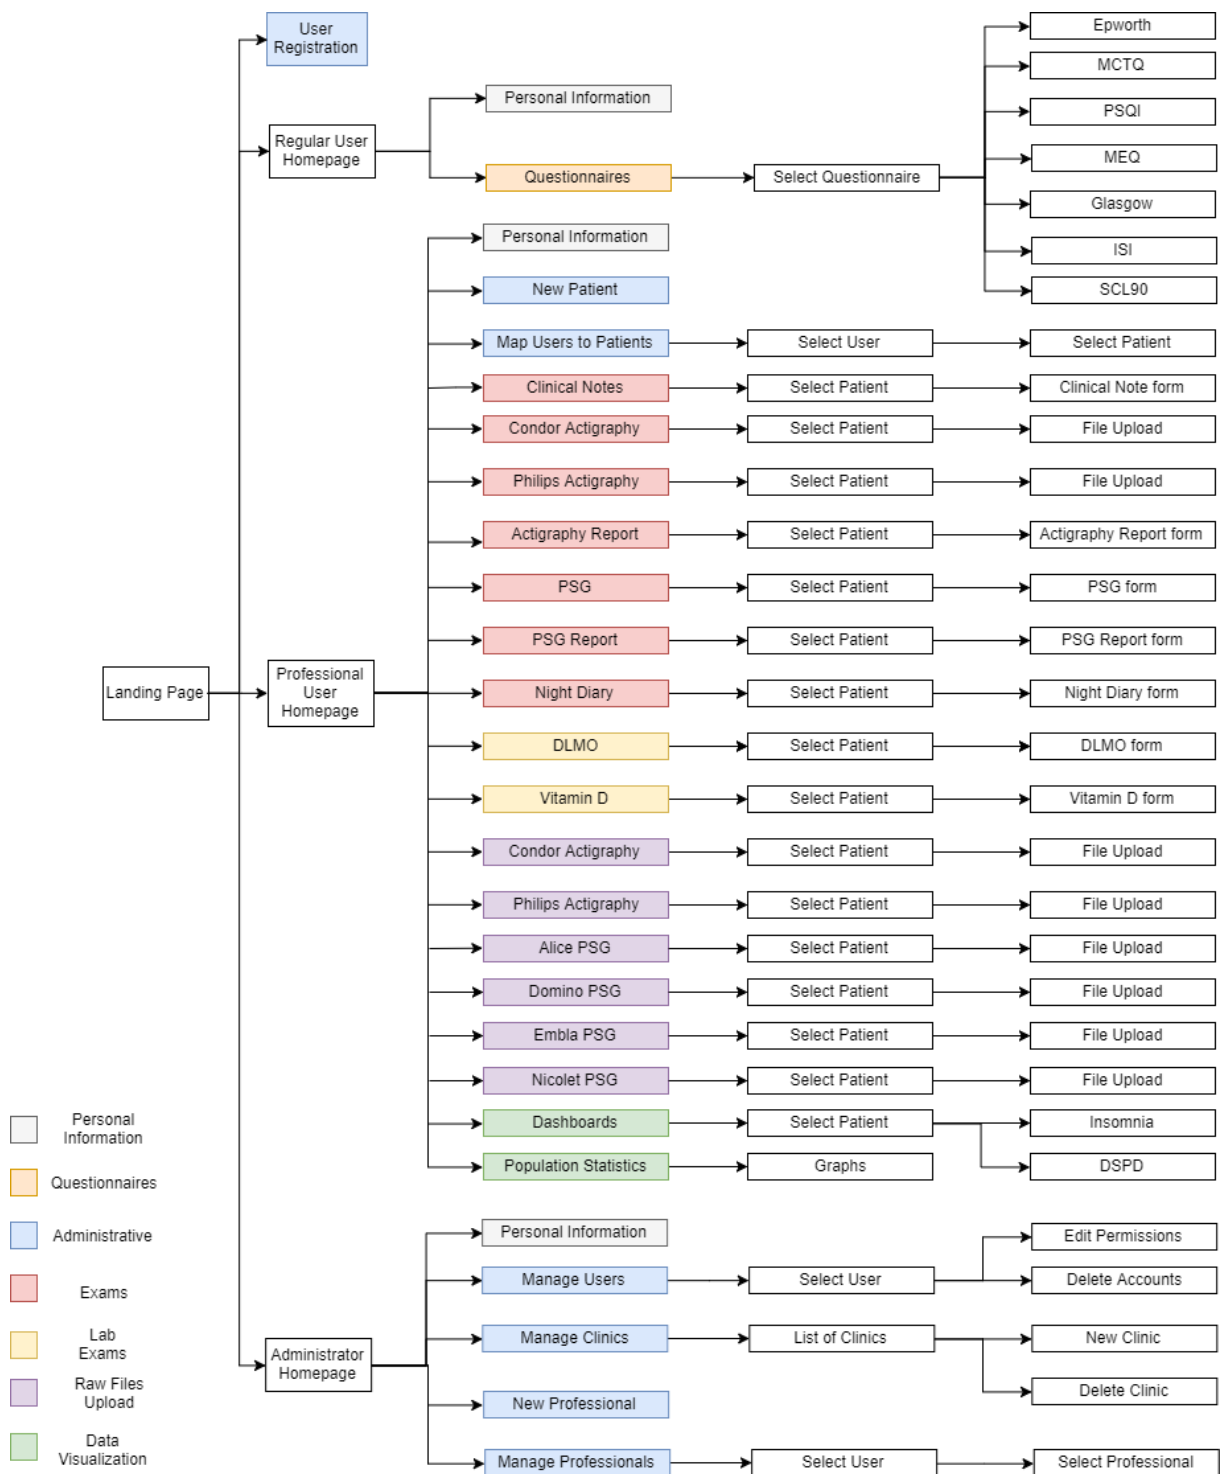 User
Registration
Epworth
MCTQ
Personal Information
PSQI
Regular User
Homepage
MEQ
Questionnaires
Select Questionnaire
Glasgow
Personal Information
ISI
New Patient
SCL90
Map Users to Patients
Select User
Select Patient
Clinical Notes
Select Patient
Clinical Note form
Condor Actigraphy
Select Patient
File Upload
Philips Actigraphy
Select Patient
File Upload
Actigraphy Report
Select Patient
Actigraphy Report form
PSG
Select Patient
PSG form
PSG Report
Select Patient
PSG Report form
Landing Page
Professional
User
Homepage
Night Diary
Select Patient
Night Diary form
DLMO
Select Patient
DLMO form
Vitamin D
Select Patient
Vitamin D form
Condor Actigraphy
Select Patient
File Upload
Philips Actigraphy
Select Patient
File Upload
Alice PSG
Select Patient
File Upload
Domino PSG
Select Patient
File Upload
Embla PSG
Select Patient
File Upload
Nicolet PSG
Select Patient
File Upload
Dashboards
Select Patient
Insomnia
Population Statistics
Graphs
DSPD
Personal Information
Edit Permissions
Manage Users
Select User
Delete Accounts
Manage Clinics
List of Clinics
New Clinic
Administrator
Homepage
Delete Clinic
New Professional
Manage Professionals
Select User
Select Professional
Personal
Information
Questionnaires
Administrative
Exams
Lab
Exams
Raw Files
Upload
Data
Visualization